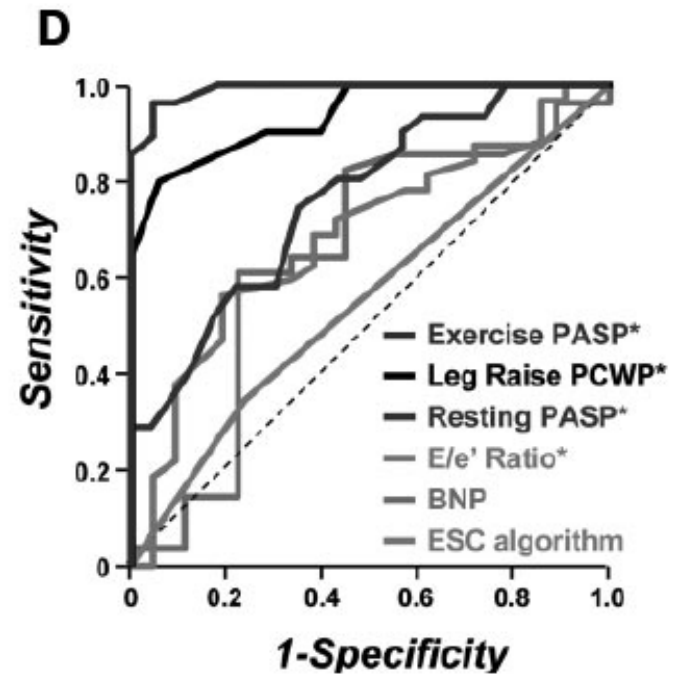 D
1.0
0.8
0.6
0.4
0.2
0
Sensitivity
Exercise PASP*
Leg Raise PCWP*
Resting PASP*
E/e' Ratio*
BNP
ESC algorithm
0 0.2 0.4 0.6 0.8 1.0
1-Specificity